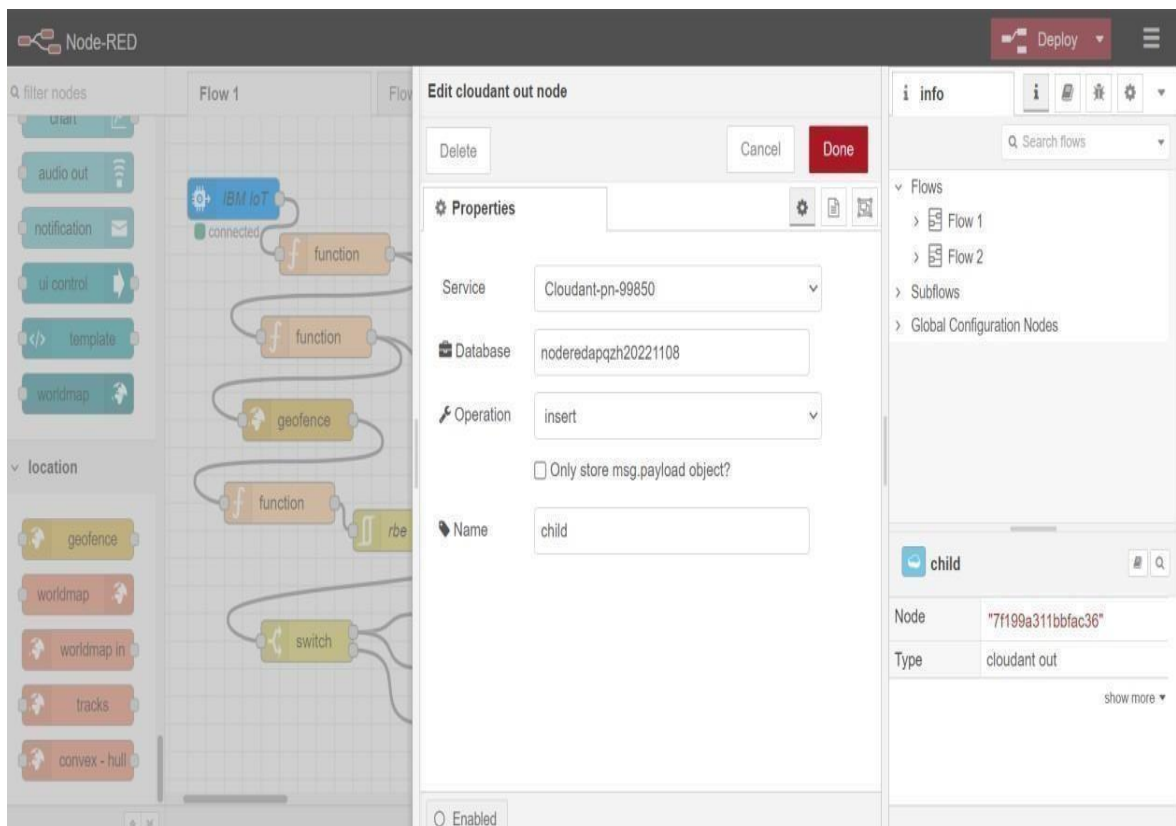 Node-RED
Deploy
filter nodes
chart
audio out
notification
ui control
template
worldmap
location
geofence
worldmap
worldmap in
tracks
convex - hull
Flow 1
Flow
IBM IoT
connected
function
function
geofence
function
rbe
switch
Edit cloudant out node
Delete
Cancel
Done
Properties
Service
Cloudant-pn-99850
Database
noderedapqzh20221108
Operation
insert
Only store msg.payload object?
Name
child
Enabled
info
Search flows
Flows
Flow 1
Flow 2
Subflows
Global Configuration Nodes
child
Node
"7f199a311bbfac36"
Type
cloudant out
show more